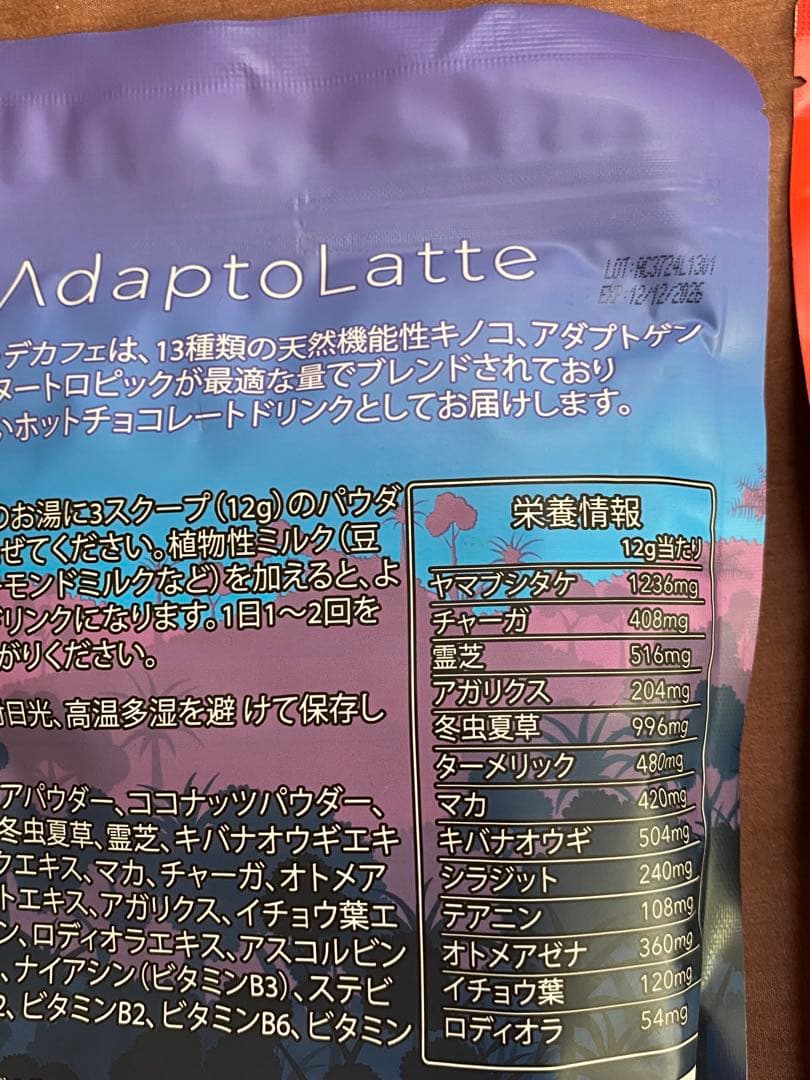 AdaptoLatte
LOT:RC3724L1301
EXP:12/12/2026
デカフェは、13種類の天然機能性キノコ、アダプトゲン
ヌートロピックが最適な量でブレンドされており
いホットチョコレートドリンクとしてお届けします。
のお湯に3スクープ(12g)のパウダ
ぜてください。植物性ミルク(豆
ーモンドミルクなど)を加えると、よ
ドリンクになります。1日1〜2回を
がりください。
射日光、高温多湿を避 けて保存し
アパウダー、ココナッツパウダー、
冬虫夏草、霊芝、キバナオウギエキ
クエキス、マカ、チャーガ、オトメア
トエキス、アガリクス、イチョウ葉エ
ン、ロディオラエキス、アスコルビン
、ナイアシン(ビタミンB3)、ステビ
2、ビタミンB2、ビタミンB6、ビタミン
栄養情報
12g当たり
ヤマブシタケ 1236mg
チャーガ 408mg
霊芝 516mg
アガリクス 204mg
冬虫夏草 996mg
ターメリック 480mg
マカ 420mg
キバナオウギ 504mg
シラジット 240mg
テアニン 108mg
オトメアゼナ 360mg
イチョウ葉 120mg
ロディオラ 54mg